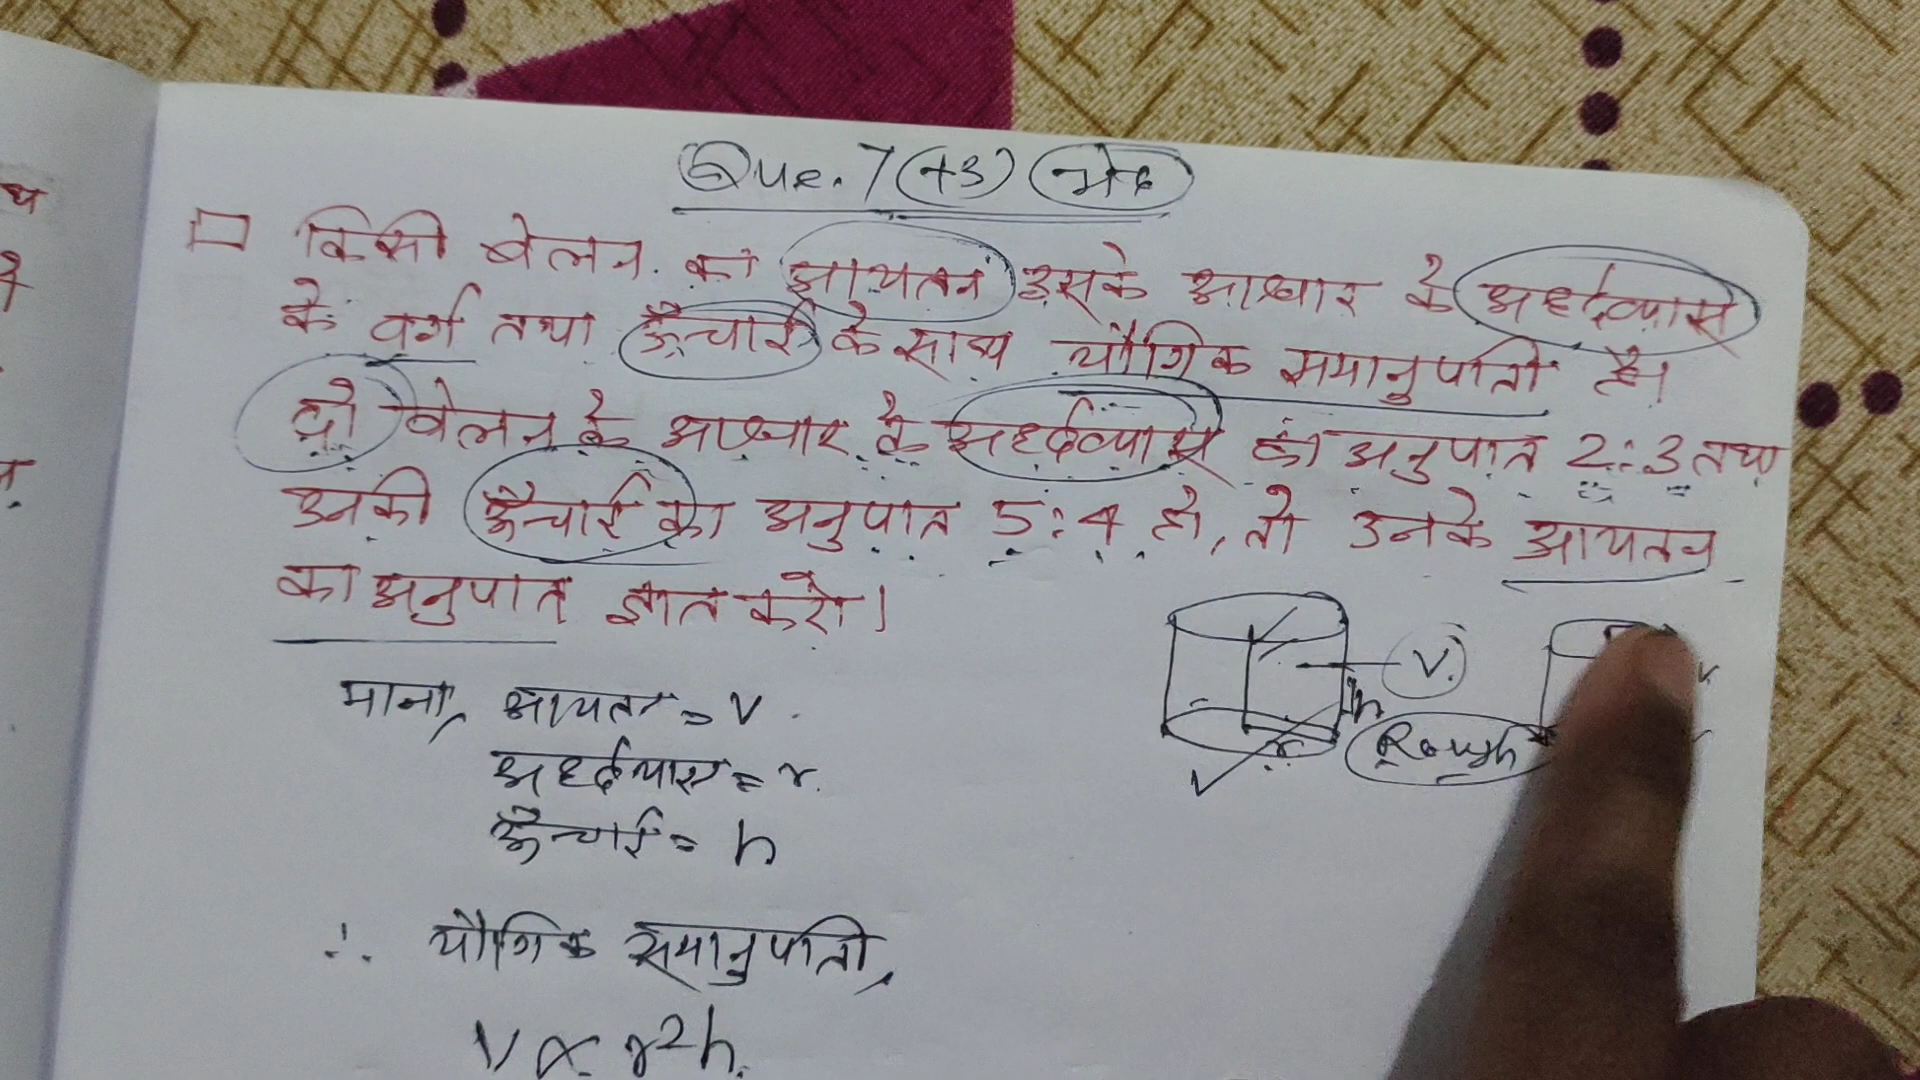 Que. 7 (+3)
किसी बेलन का आयतन उसके आधार के अर्द्धव्यास
के वर्ग तथा ऊँचाई के साथ यौगिक समानुपाती है।
दो बेलन के आधार के अर्द्धव्यास का अनुपात 2:3 तथा
उनकी ऊँचाई का अनुपात 5:4 हो, तो उनके आयतन
का अनुपात ज्ञात करो।
V.
h
r
Rough
माना, आयतन = V.
अर्द्धव्यास = r.
ऊँचाई = h
∴ यौगिक समानुपाती,
V ∝ r²h.